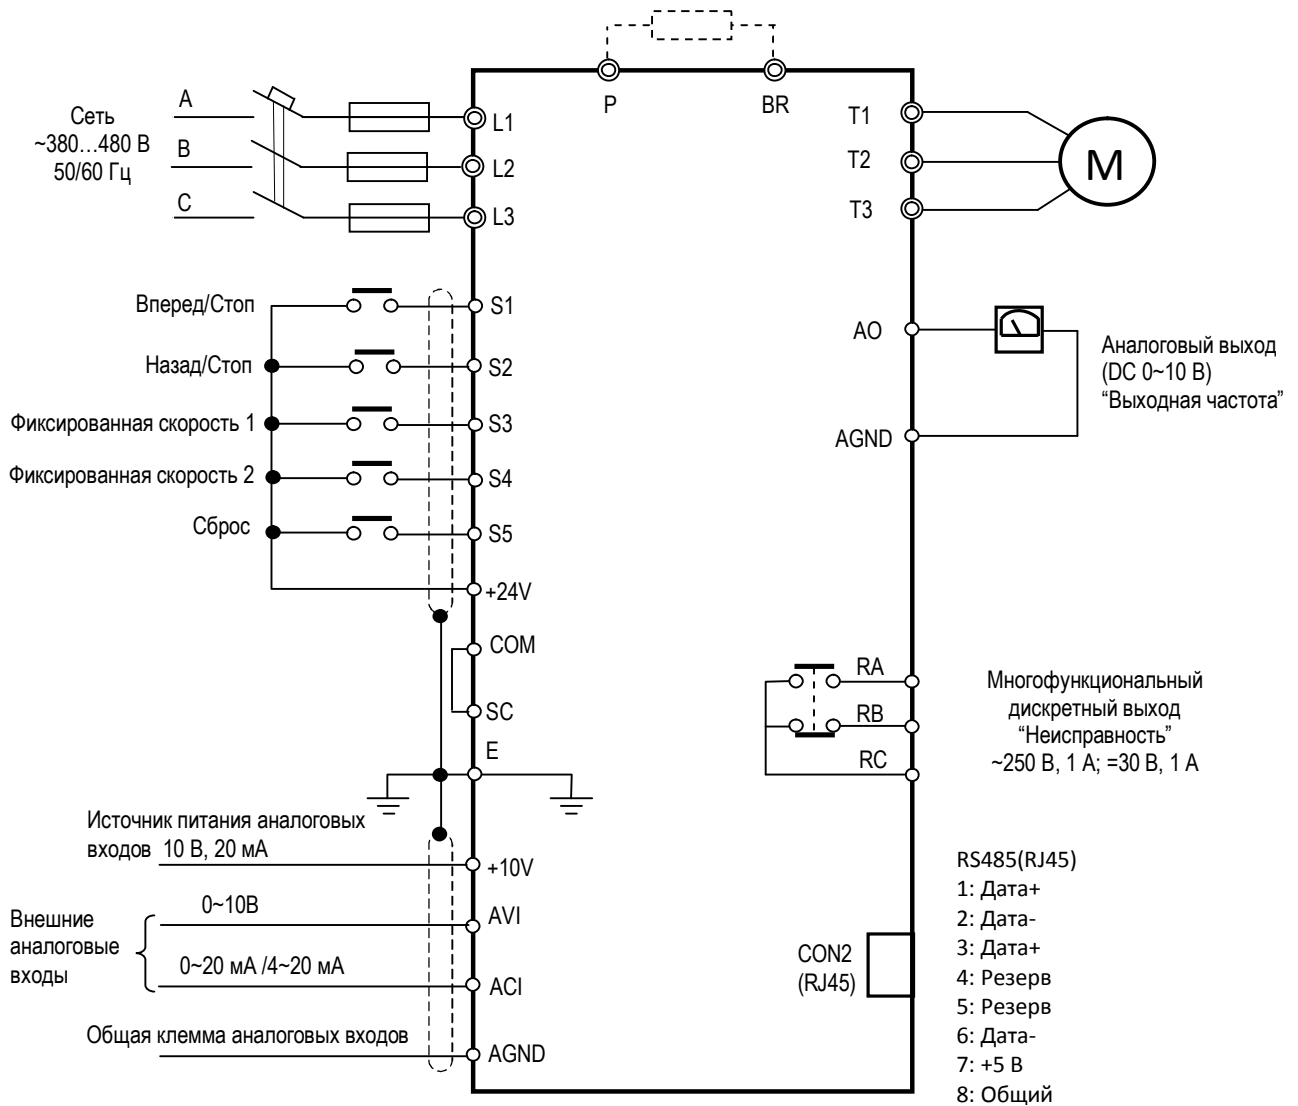 P
BR
Сеть
~380...480 В
50/60 Гц
A
B
C
L1
L2
L3
T1
T2
T3
M
Вперед/Стоп
S1
Назад/Стоп
S2
Фиксированная скорость 1
S3
Фиксированная скорость 2
S4
Сброс
S5
+24V
COM
SC
E
AO
AGND
Аналоговый выход
(DC 0~10 В)
“Выходная частота”
RA
RB
RC
Многофункциональный
дискретный выход
“Неисправность”
~250 В, 1 А; =30 В, 1 А
Источник питания аналоговых
входов 10 В, 20 мА
+10V
Внешние
аналоговые
входы
0~10В
AVI
0~20 мА /4~20 мА
ACI
Общая клемма аналоговых входов
AGND
CON2
(RJ45)
RS485(RJ45)
1: Дата+
2: Дата-
3: Дата+
4: Резерв
5: Резерв
6: Дата-
7: +5 В
8: Общий